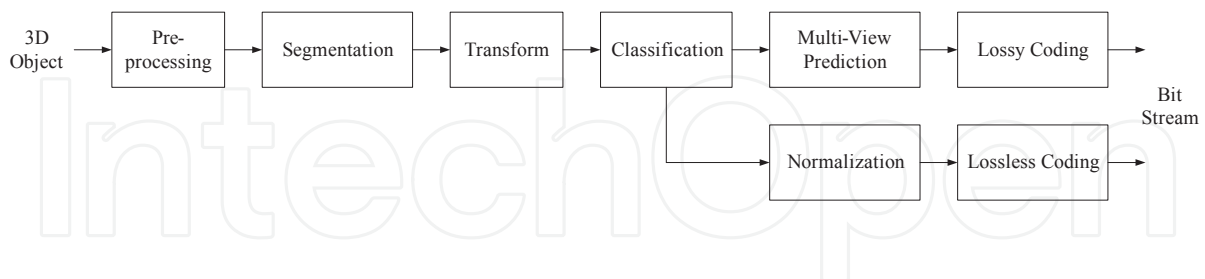 3D
Object
Pre-
processing
Segmentation
Transform
Classification
Multi-View
Prediction
Lossy Coding
Bit
Stream
Normalization
Lossless Coding
IntechOpen